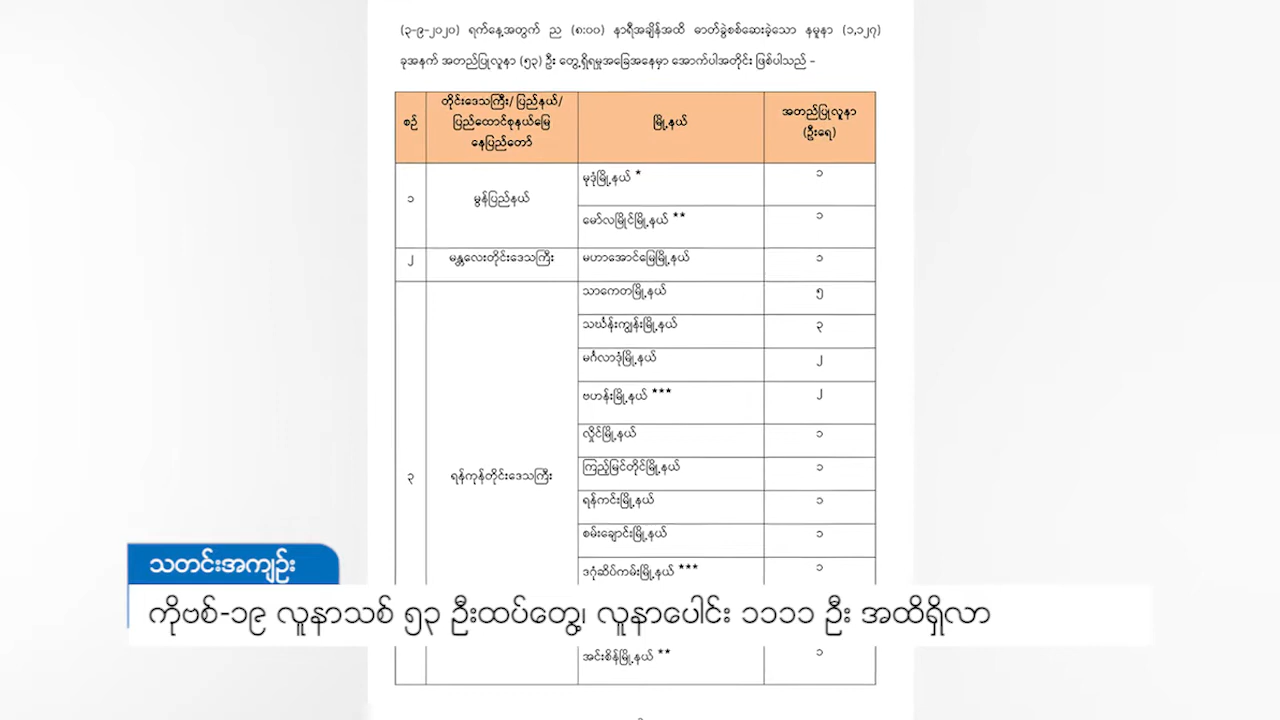 (၃-၉-၂၀၂၀) ရက်နေ့အတွက် ည (၈:၀၀) နာရီအချိန်အထိ ဓာတ်ခွဲစစ်ဆေးခဲ့သော နမူနာ (၁,၁၂၇)
ခုအနက် အတည်ပြုလူနာ (၅၃) ဦး တွေ့ရှိရမှုအခြေအနေမှာ အောက်ပါအတိုင်း ဖြစ်ပါသည် –
စဉ်
တိုင်းဒေသကြီး/ ပြည်နယ်/
ပြည်ထောင်စုနယ်မြေ
နေပြည်တော်
မြို့နယ်
အတည်ပြုလူနာ
(ဦးရေ)
၁ မွန်ပြည်နယ် မုဒုံမြို့နယ် * ၁
မော်လမြိုင်မြို့နယ် ** ၁
၂ မန္တလေးတိုင်းဒေသကြီး မဟာအောင်မြေမြို့နယ် ၁
၃ ရန်ကုန်တိုင်းဒေသကြီး သာကေတမြို့နယ် ၅
သင်္ဃန်းကျွန်းမြို့နယ် ၃
မင်္ဂလာဒုံမြို့နယ် ၂
ဗဟန်းမြို့နယ် *** ၂
လှိုင်မြို့နယ် ၁
ကြည့်မြင်တိုင်မြို့နယ် ၁
ရန်ကင်းမြို့နယ် ၁
စမ်းချောင်းမြို့နယ် ၁
ဒဂုံဆိပ်ကမ်းမြို့နယ် *** ၁
သတင်းအကျဉ်း
ကိုဗစ်-၁၉ လူနာသစ် ၅၃ ဦးထပ်တွေ့၊ လူနာပေါင်း ၁၁၁၁ ဦး အထိရှိလာ
အင်းစိန်မြို့နယ် ** ၁